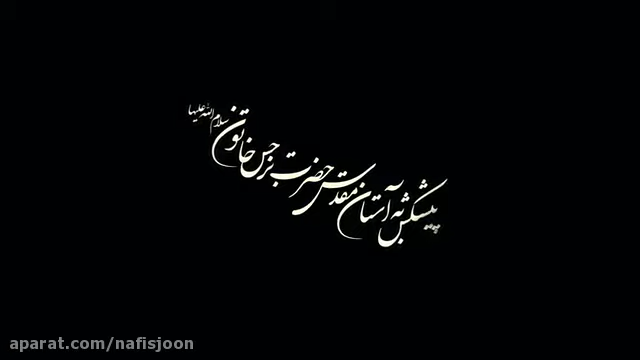 پیشکش به آستان مقدس حضرت نرجس خاتون سلام الله علیها
aparat.com/nafisjoon